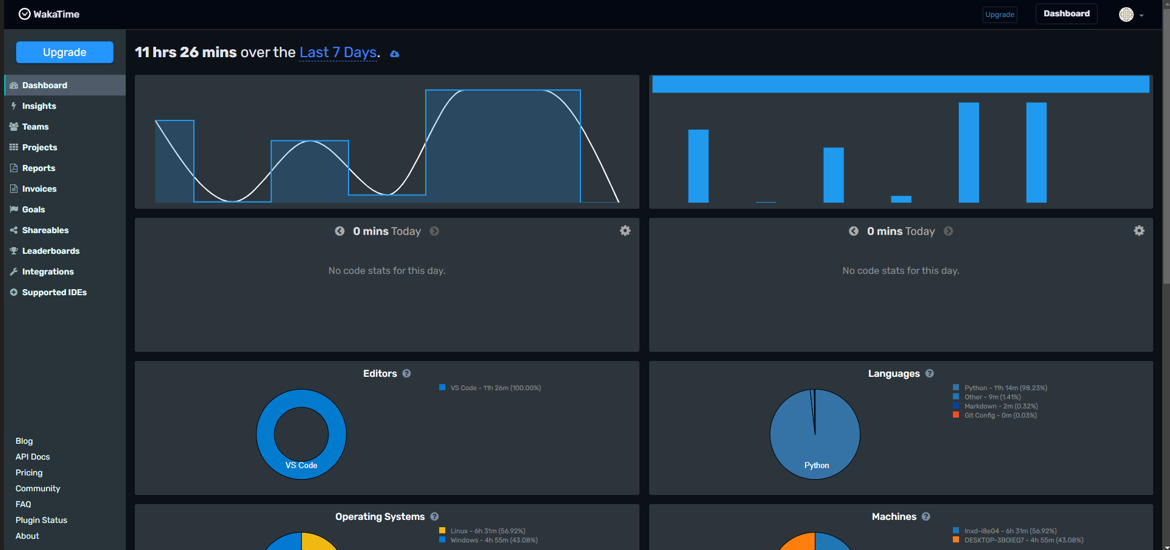 WakaTime
Upgrade
Dashboard
Upgrade
11 hrs 26 mins over the Last 7 Days.
Dashboard
Insights
Teams
Projects
Reports
Invoices
Goals
Shareables
Leaderboards
Integrations
Supported IDEs
Blog
API Docs
Pricing
Community
FAQ
Plugin Status
About
0 mins Today
No code stats for this day.
0 mins Today
No code stats for this day.
Editors
VS Code - 11h 26m (100.00%)
VS Code
Languages
Python - 11h 14m (98.23%)
Other - 9m (1.41%)
Markdown - 2m (0.32%)
Git Config - 0m (0.03%)
Python
Operating Systems
Linux - 6h 31m (56.92%)
Windows - 4h 55m (43.08%)
Machines
lnxd-i8e04 - 6h 31m (56.92%)
4h 55m (43.08%)